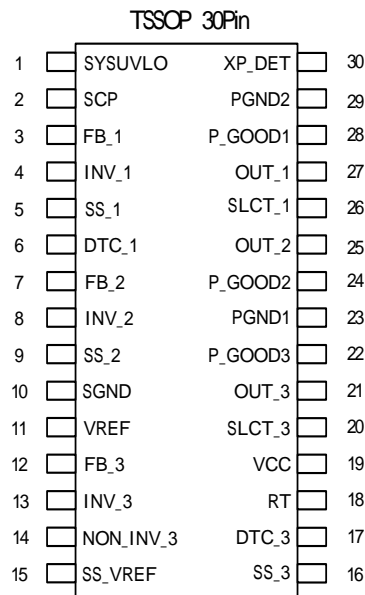 TSSOP 30Pin
1 SYSUVLO XP_DET 30
2 SCP PGND2 29
3 FB_1 P_GOOD1 28
4 INV_1 OUT_1 27
5 SS_1 SLCT_1 26
6 DTC_1 OUT_2 25
7 FB_2 P_GOOD2 24
8 INV_2 PGND1 23
9 SS_2 P_GOOD3 22
10 SGND OUT_3 21
11 VREF SLCT_3 20
12 FB_3 VCC 19
13 INV_3 RT 18
14 NON_INV_3 DTC_3 17
15 SS_VREF SS_3 16